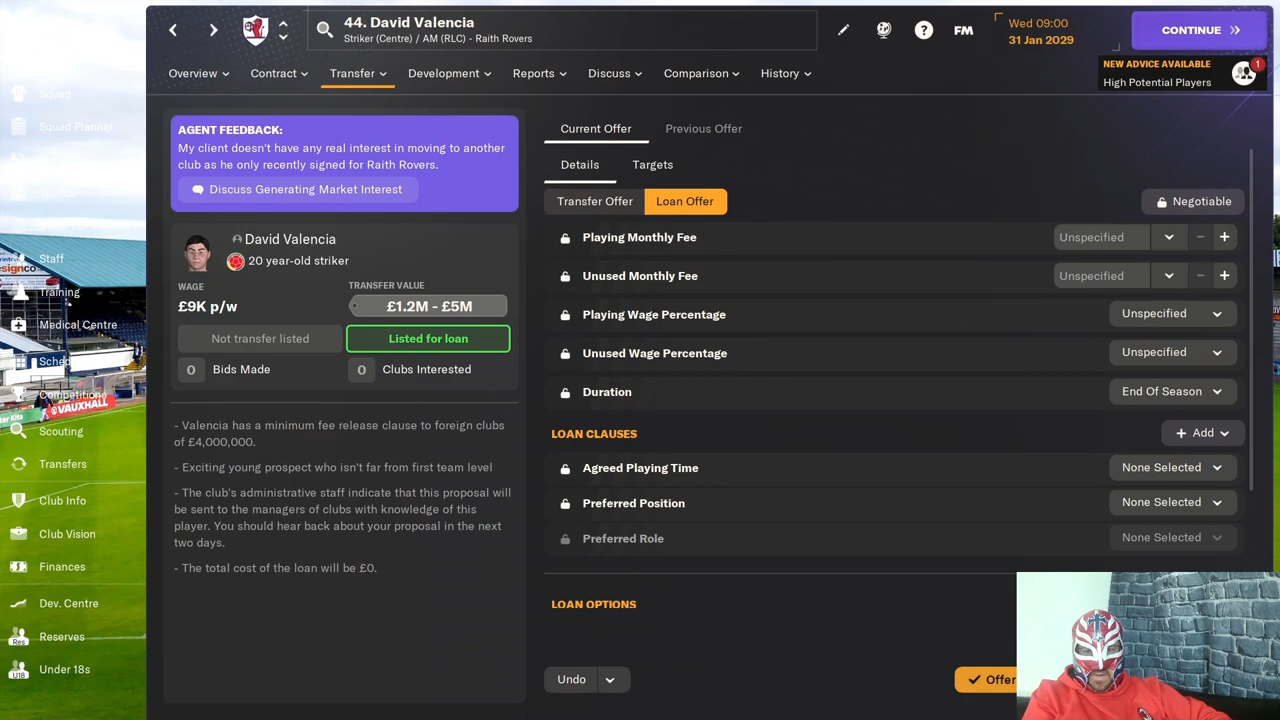 44. David Valencia
Striker (Centre) / AM (RLC) - Raith Rovers
FM
Wed 09:00
31 Jan 2029
CONTINUE
Overview
Contract
Transfer
Development
Reports
Discuss
Comparison
History
NEW ADVICE AVAILABLE
High Potential Players
1
Squad
Squad Planner
Staff
Training
Medical Centre
Sched
Competitions
VAUXHALL
Scouting
Transfers
Club Info
Club Vision
Finances
Dev. Centre
Res
Reserves
U18
Under 18s
AGENT FEEDBACK:
My client doesn't have any real interest in moving to another
club as he only recently signed for Raith Rovers.
Discuss Generating Market Interest
David Valencia
20 year-old striker
WAGE
£9K p/w
TRANSFER VALUE
£1.2M - £5M
Not transfer listed
Listed for loan
0 Bids Made
0 Clubs Interested
- Valencia has a minimum fee release clause to foreign clubs
of £4,000,000.
- Exciting young prospect who isn't far from first team level
- The club's administrative staff indicate that this proposal will
be sent to the managers of clubs with knowledge of this
player. You should hear back about your proposal in the next
two days.
- The total cost of the loan will be £0.
Current Offer
Previous Offer
Details
Targets
Transfer Offer
Loan Offer
Negotiable
Playing Monthly Fee
Unspecified
Unused Monthly Fee
Unspecified
Playing Wage Percentage
Unspecified
Unused Wage Percentage
Unspecified
Duration
End Of Season
LOAN CLAUSES
Add
Agreed Playing Time
None Selected
Preferred Position
None Selected
Preferred Role
None Selected
LOAN OPTIONS
Undo
Offer